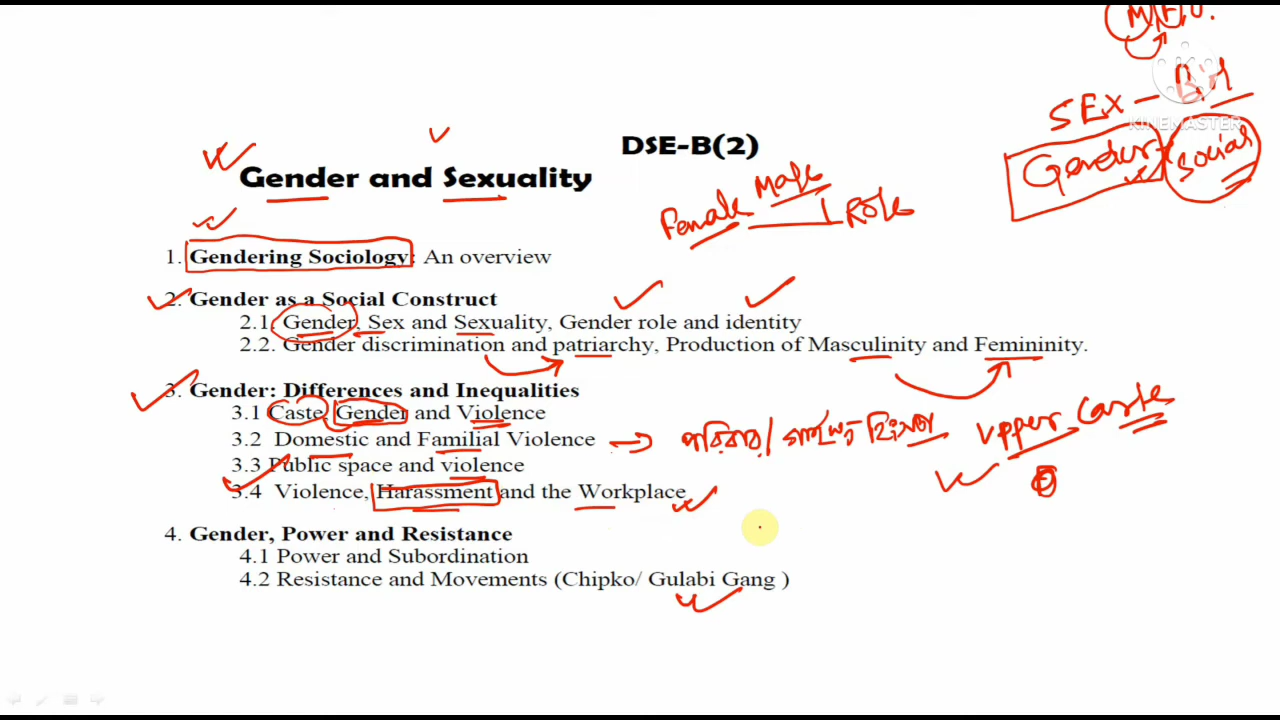 M.F.U.
SEX —
KINEMASTER
Gender Social
DSE-B(2)
Gender and Sexuality
Female Male Role
1. Gendering Sociology: An overview
2. Gender as a Social Construct
2.1. Gender, Sex and Sexuality, Gender role and identity
2.2. Gender discrimination and patriarchy, Production of Masculinity and Femininity.
3. Gender: Differences and Inequalities
3.1 Caste, Gender and Violence
3.2 Domestic and Familial Violence → পরিবার/ গার্হস্থ্য হিংসতা Upper Caste
3.3 Public space and violence
3.4 Violence, Harassment and the Workplace
4. Gender, Power and Resistance
4.1 Power and Subordination
4.2 Resistance and Movements (Chipko/ Gulabi Gang )